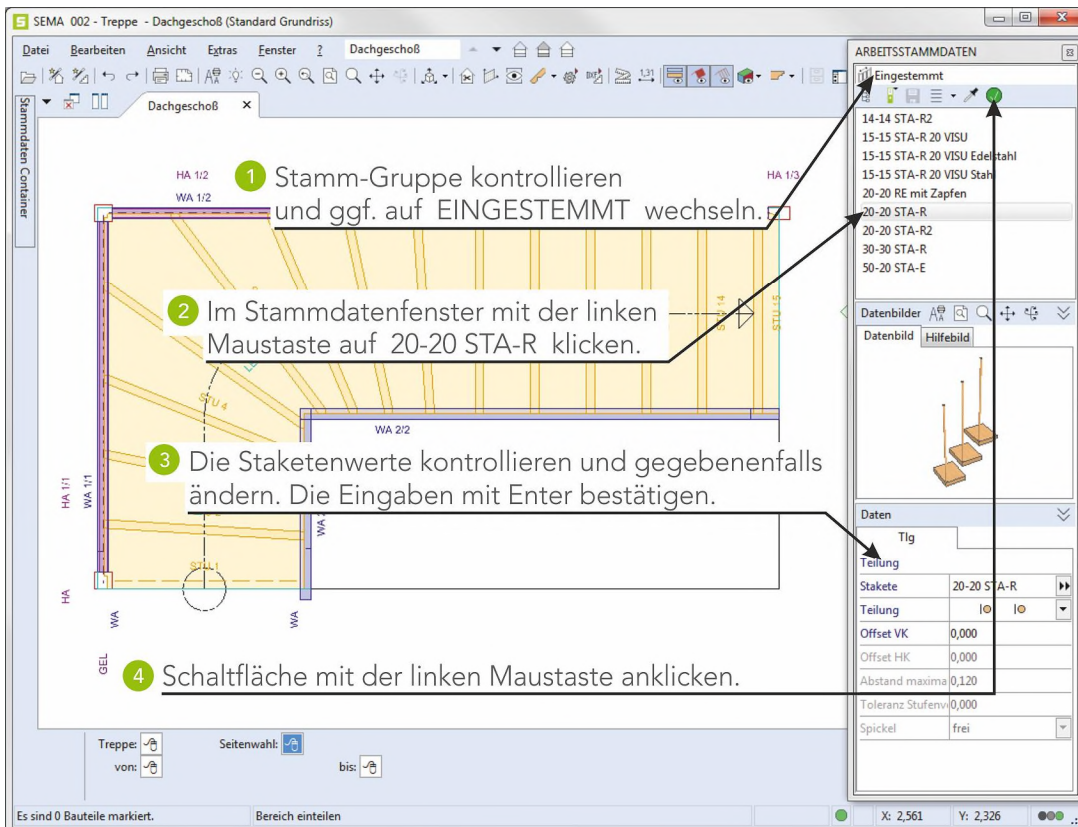 SEMA 002 - Treppe - Dachgeschoß (Standard Grundriss)
Datei Bearbeiten Ansicht Extras Fenster ? Dachgeschoß
Stammdaten Container
Dachgeschoß
HA 1/2
WA 1/2
HA 1/3
1 Stamm-Gruppe kontrollieren
und ggf. auf EINGESTEMMT wechseln.
2 Im Stammdatenfenster mit der linken
Maustaste auf 20-20 STA-R klicken.
STU 14
STU 15
STU 4
WA 2/2
3 Die Staketenwerte kontrollieren und gegebenenfalls
ändern. Die Eingaben mit Enter bestätigen.
HA 1/1
WA 1/1
STU 1
HA
WA
WA
GEL
4 Schaltfläche mit der linken Maustaste anklicken.
ARBEITSSTAMMDATEN
Eingestemmt
14-14 STA-R2
15-15 STA-R 20 VISU
15-15 STA-R 20 VISU Edelstahl
15-15 STA-R 20 VISU Stahl
20-20 RE mit Zapfen
20-20 STA-R
20-20 STA-R2
30-30 STA-R
50-20 STA-E
Datenbilder
Datenbild Hilfebild
Daten
Tlg
Teilung
Stakete 20-20 STA-R
Teilung
Offset VK 0,000
Offset HK 0,000
Abstand maxima 0,120
Toleranz Stufenv 0,000
Spickel frei
Treppe: Seitenwahl:
von: bis:
Es sind 0 Bauteile markiert. Bereich einteilen X: 2,561 Y: 2,326